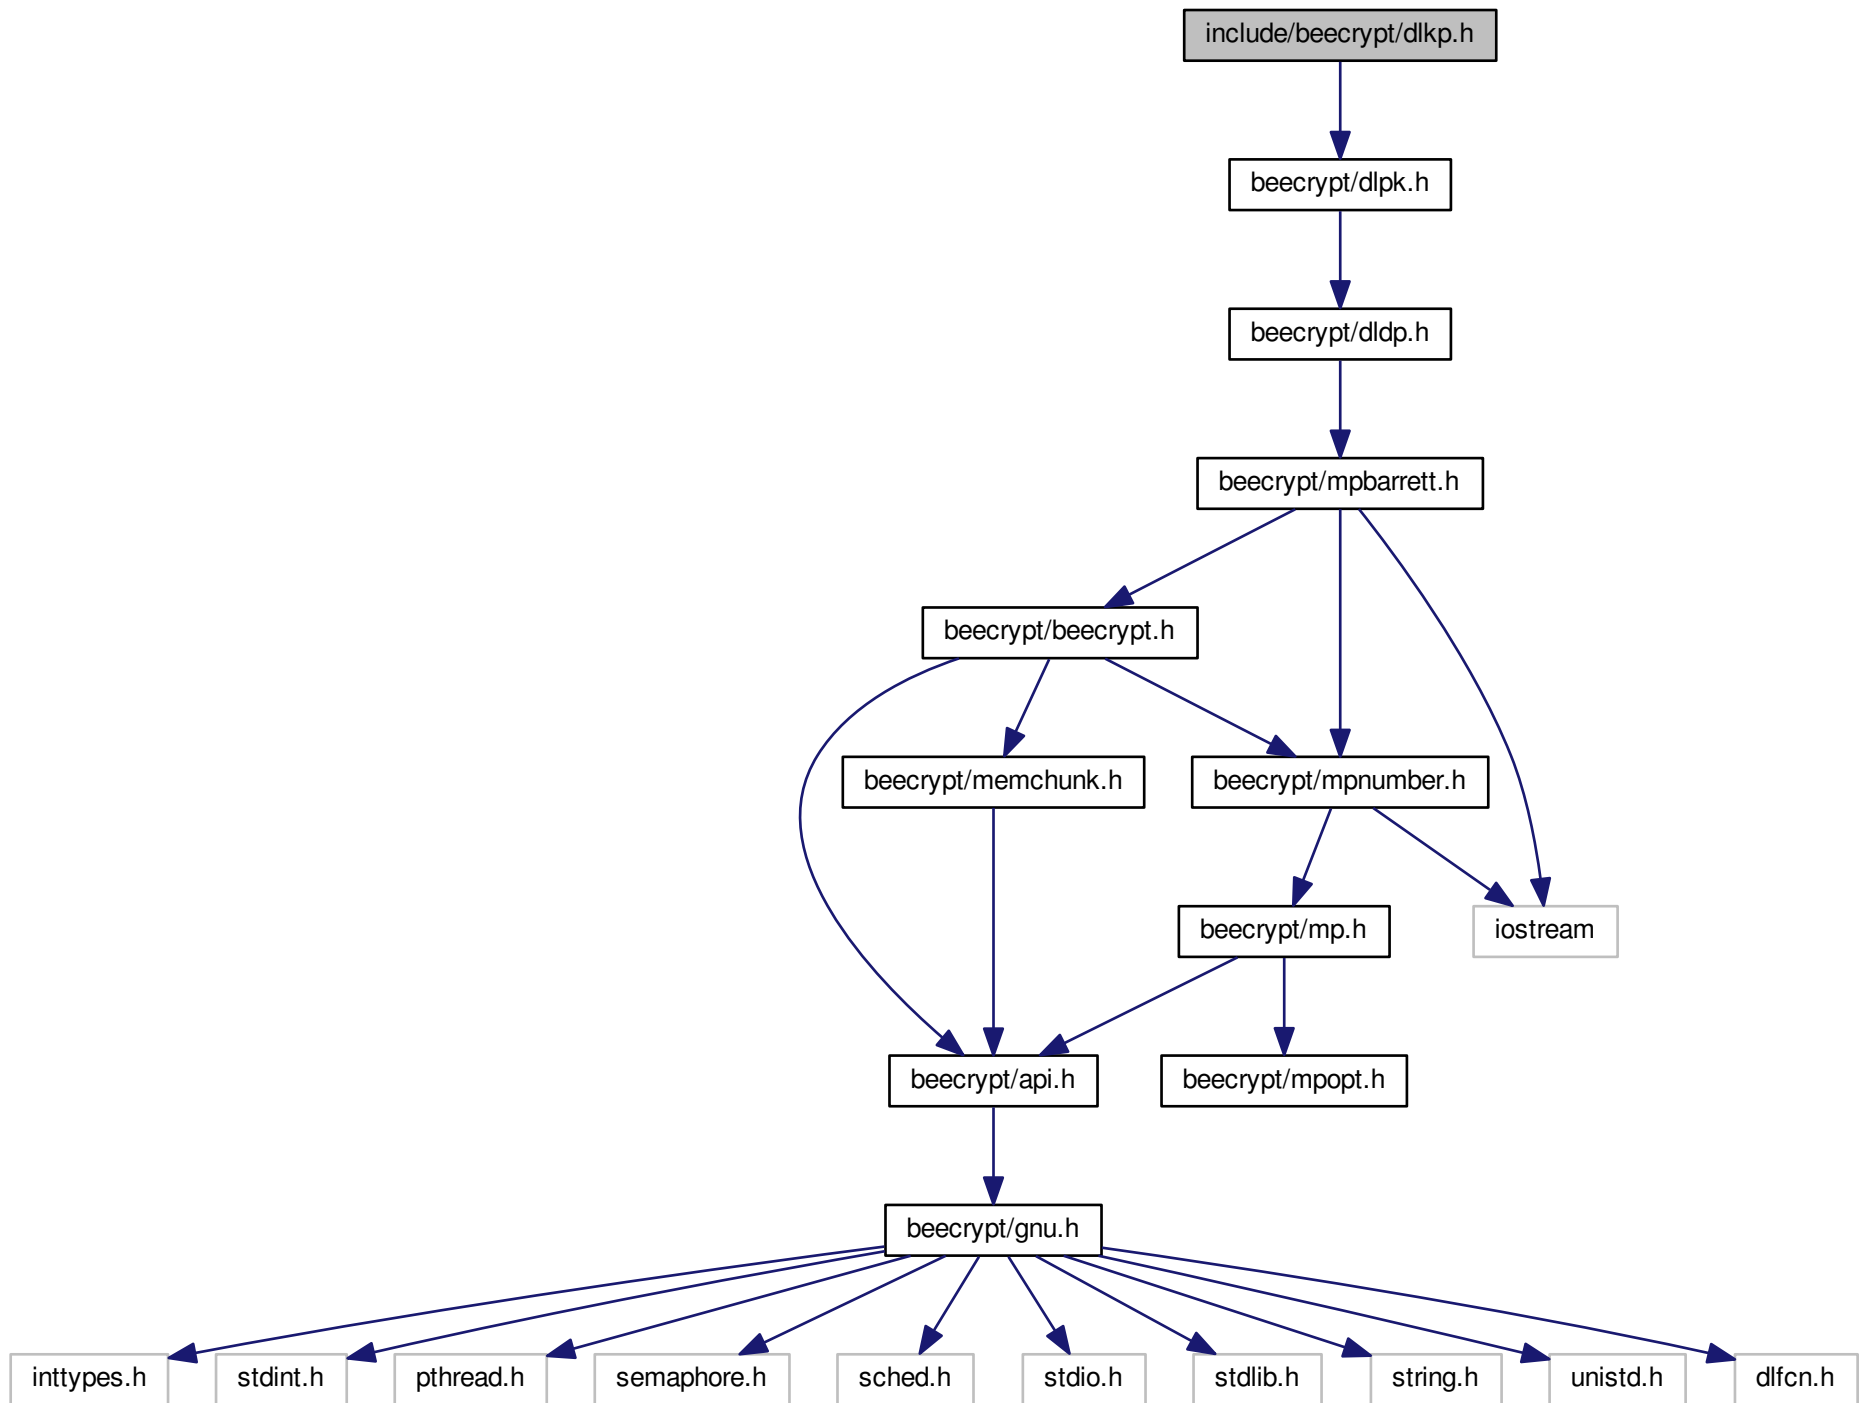 include/beecrypt/dlkp.h
beecrypt/dlpk.h
beecrypt/dldp.h
beecrypt/mpbarrett.h
beecrypt/beecrypt.h
beecrypt/memchunk.h
beecrypt/mpnumber.h
beecrypt/mp.h
iostream
beecrypt/api.h
beecrypt/mpopt.h
beecrypt/gnu.h
inttypes.h
stdint.h
pthread.h
semaphore.h
sched.h
stdio.h
stdlib.h
string.h
unistd.h
dlfcn.h